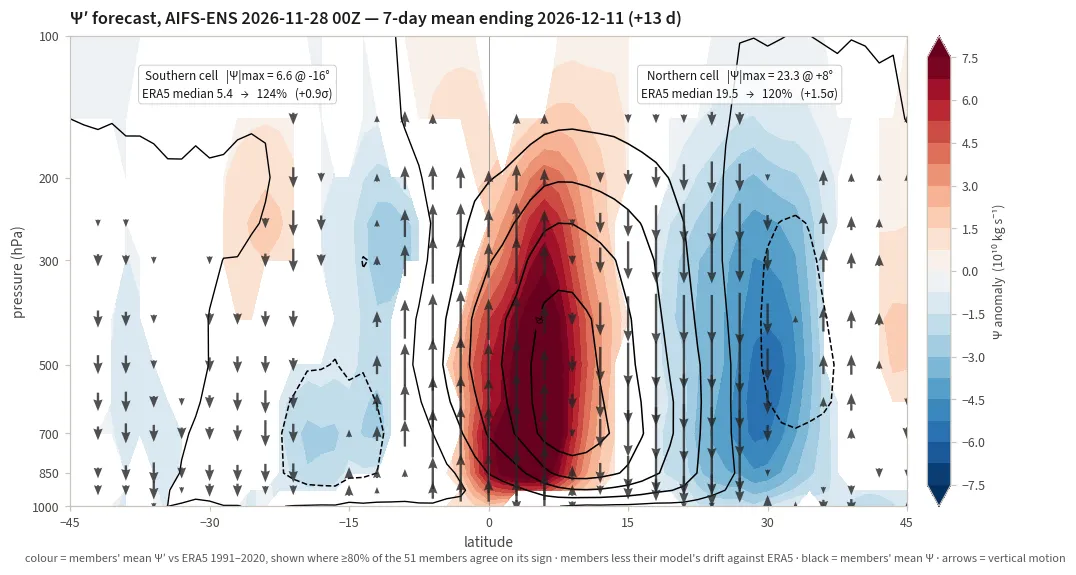 Ψ′ forecast, AIFS-ENS 2026-11-28 00Z — 7-day mean ending 2026-12-11 (+13 d)
Southern cell |Ψ|max = 6.6 @ -16°
ERA5 median 5.4 → 124% (+0.9σ)
Northern cell |Ψ|max = 23.3 @ +8°
ERA5 median 19.5 → 120% (+1.5σ)
100
200
300
500
700
850
1000
pressure (hPa)
−45
−30
−15
0
15
30
45
latitude
7.5
6.0
4.5
3.0
1.5
0.0
−1.5
−3.0
−4.5
−6.0
−7.5
Ψ anomaly (10¹⁰ kg s⁻¹)
colour = members' mean Ψ′ vs ERA5 1991–2020, shown where ≥80% of the 51 members agree on its sign · members less their model's drift against ERA5 · black = members' mean Ψ · arrows = vertical motion